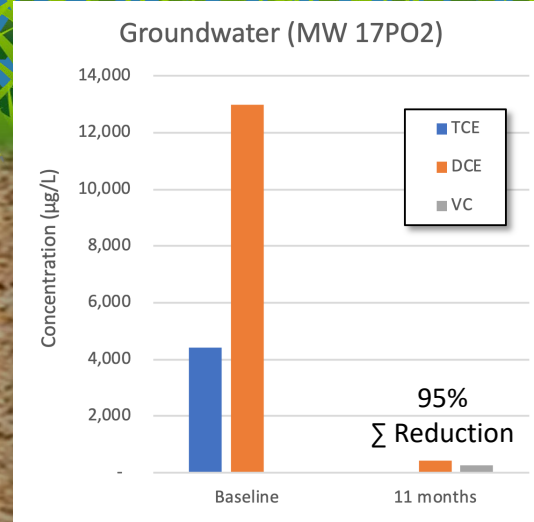 Groundwater (MW 17PO2)
14,000
12,000
10,000
8,000
6,000
4,000
2,000
-
Concentration (µg/L)
TCE
DCE
VC
95%
∑ Reduction
Baseline
11 months